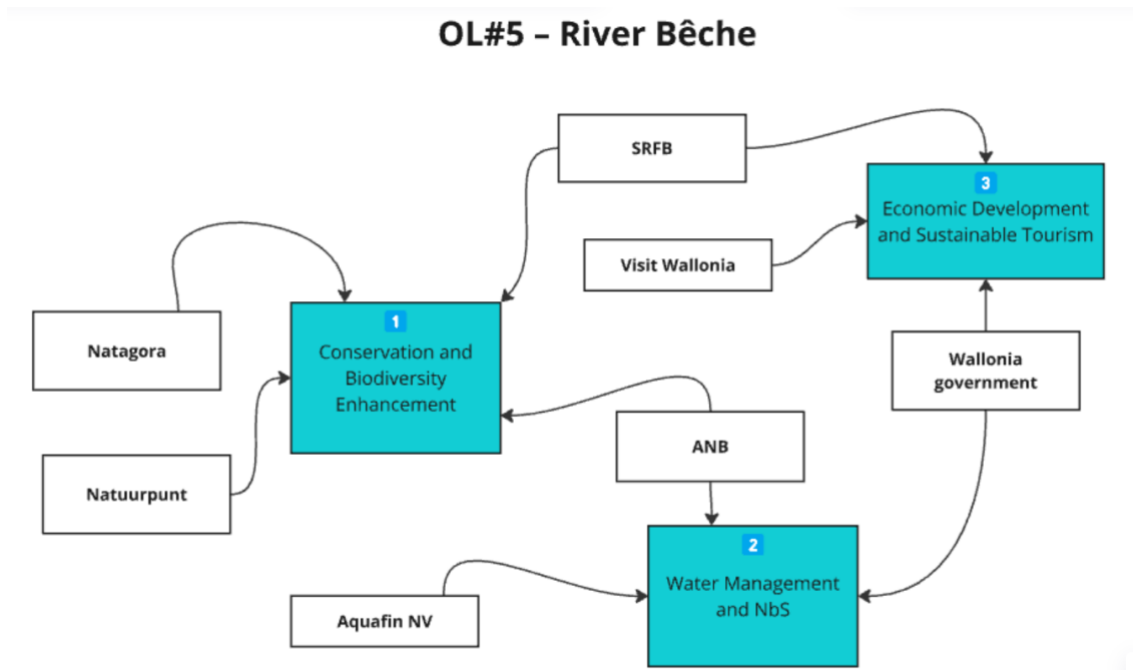 OL#5 – River Bêche
SRFB
3
Economic Development
and Sustainable Tourism
Visit Wallonia
Natagora
1
Conservation and
Biodiversity
Enhancement
Wallonia
government
ANB
Natuurpunt
2
Water Management
and NbS
Aquafin NV